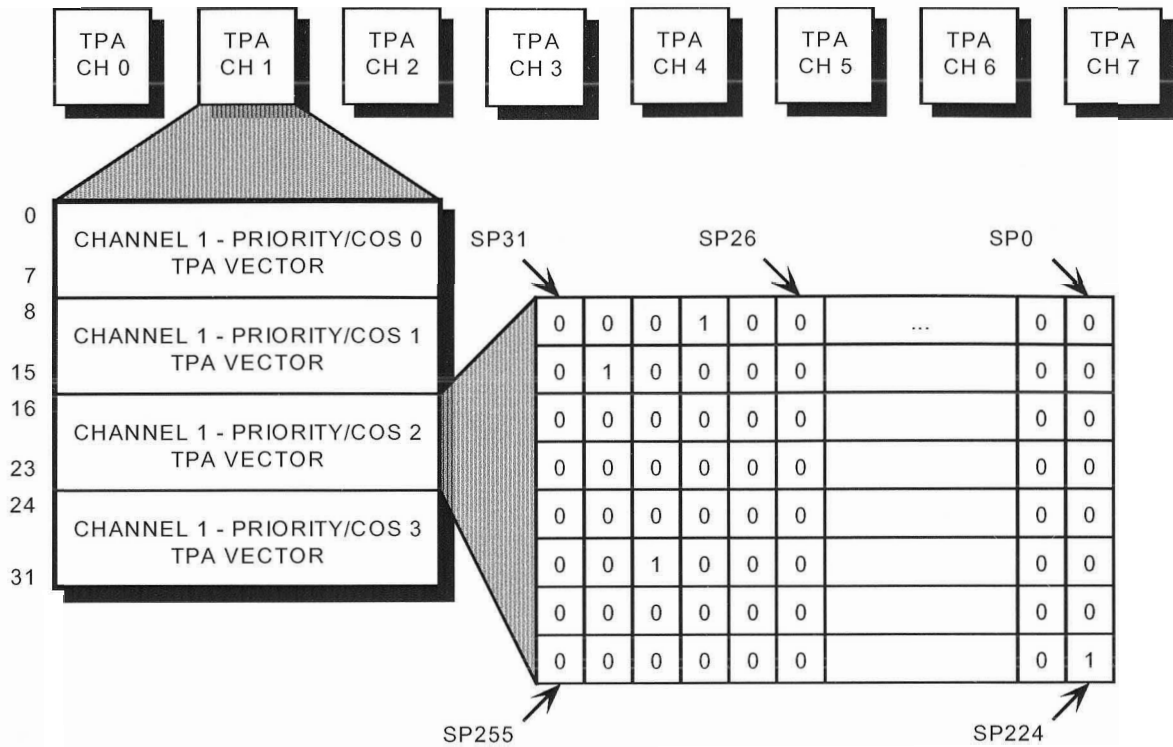 TPA CH 0
TPA CH 1
TPA CH 2
TPA CH 3
TPA CH 4
TPA CH 5
TPA CH 6
TPA CH 7
0
CHANNEL 1 - PRIORITY/COS 0
TPA VECTOR
7
8
CHANNEL 1 - PRIORITY/COS 1
TPA VECTOR
15
16
CHANNEL 1 - PRIORITY/COS 2
TPA VECTOR
23
24
CHANNEL 1 - PRIORITY/COS 3
TPA VECTOR
31
SP31 SP26 SP0
0 0 0 1 0 0 ... 0 0
0 1 0 0 0 0 0 0
0 0 0 0 0 0 0 0
0 0 0 0 0 0 0 0
0 0 0 0 0 0 0 0
0 0 1 0 0 0 0 0
0 0 0 0 0 0 0 0
0 0 0 0 0 0 0 1
SP255 SP224